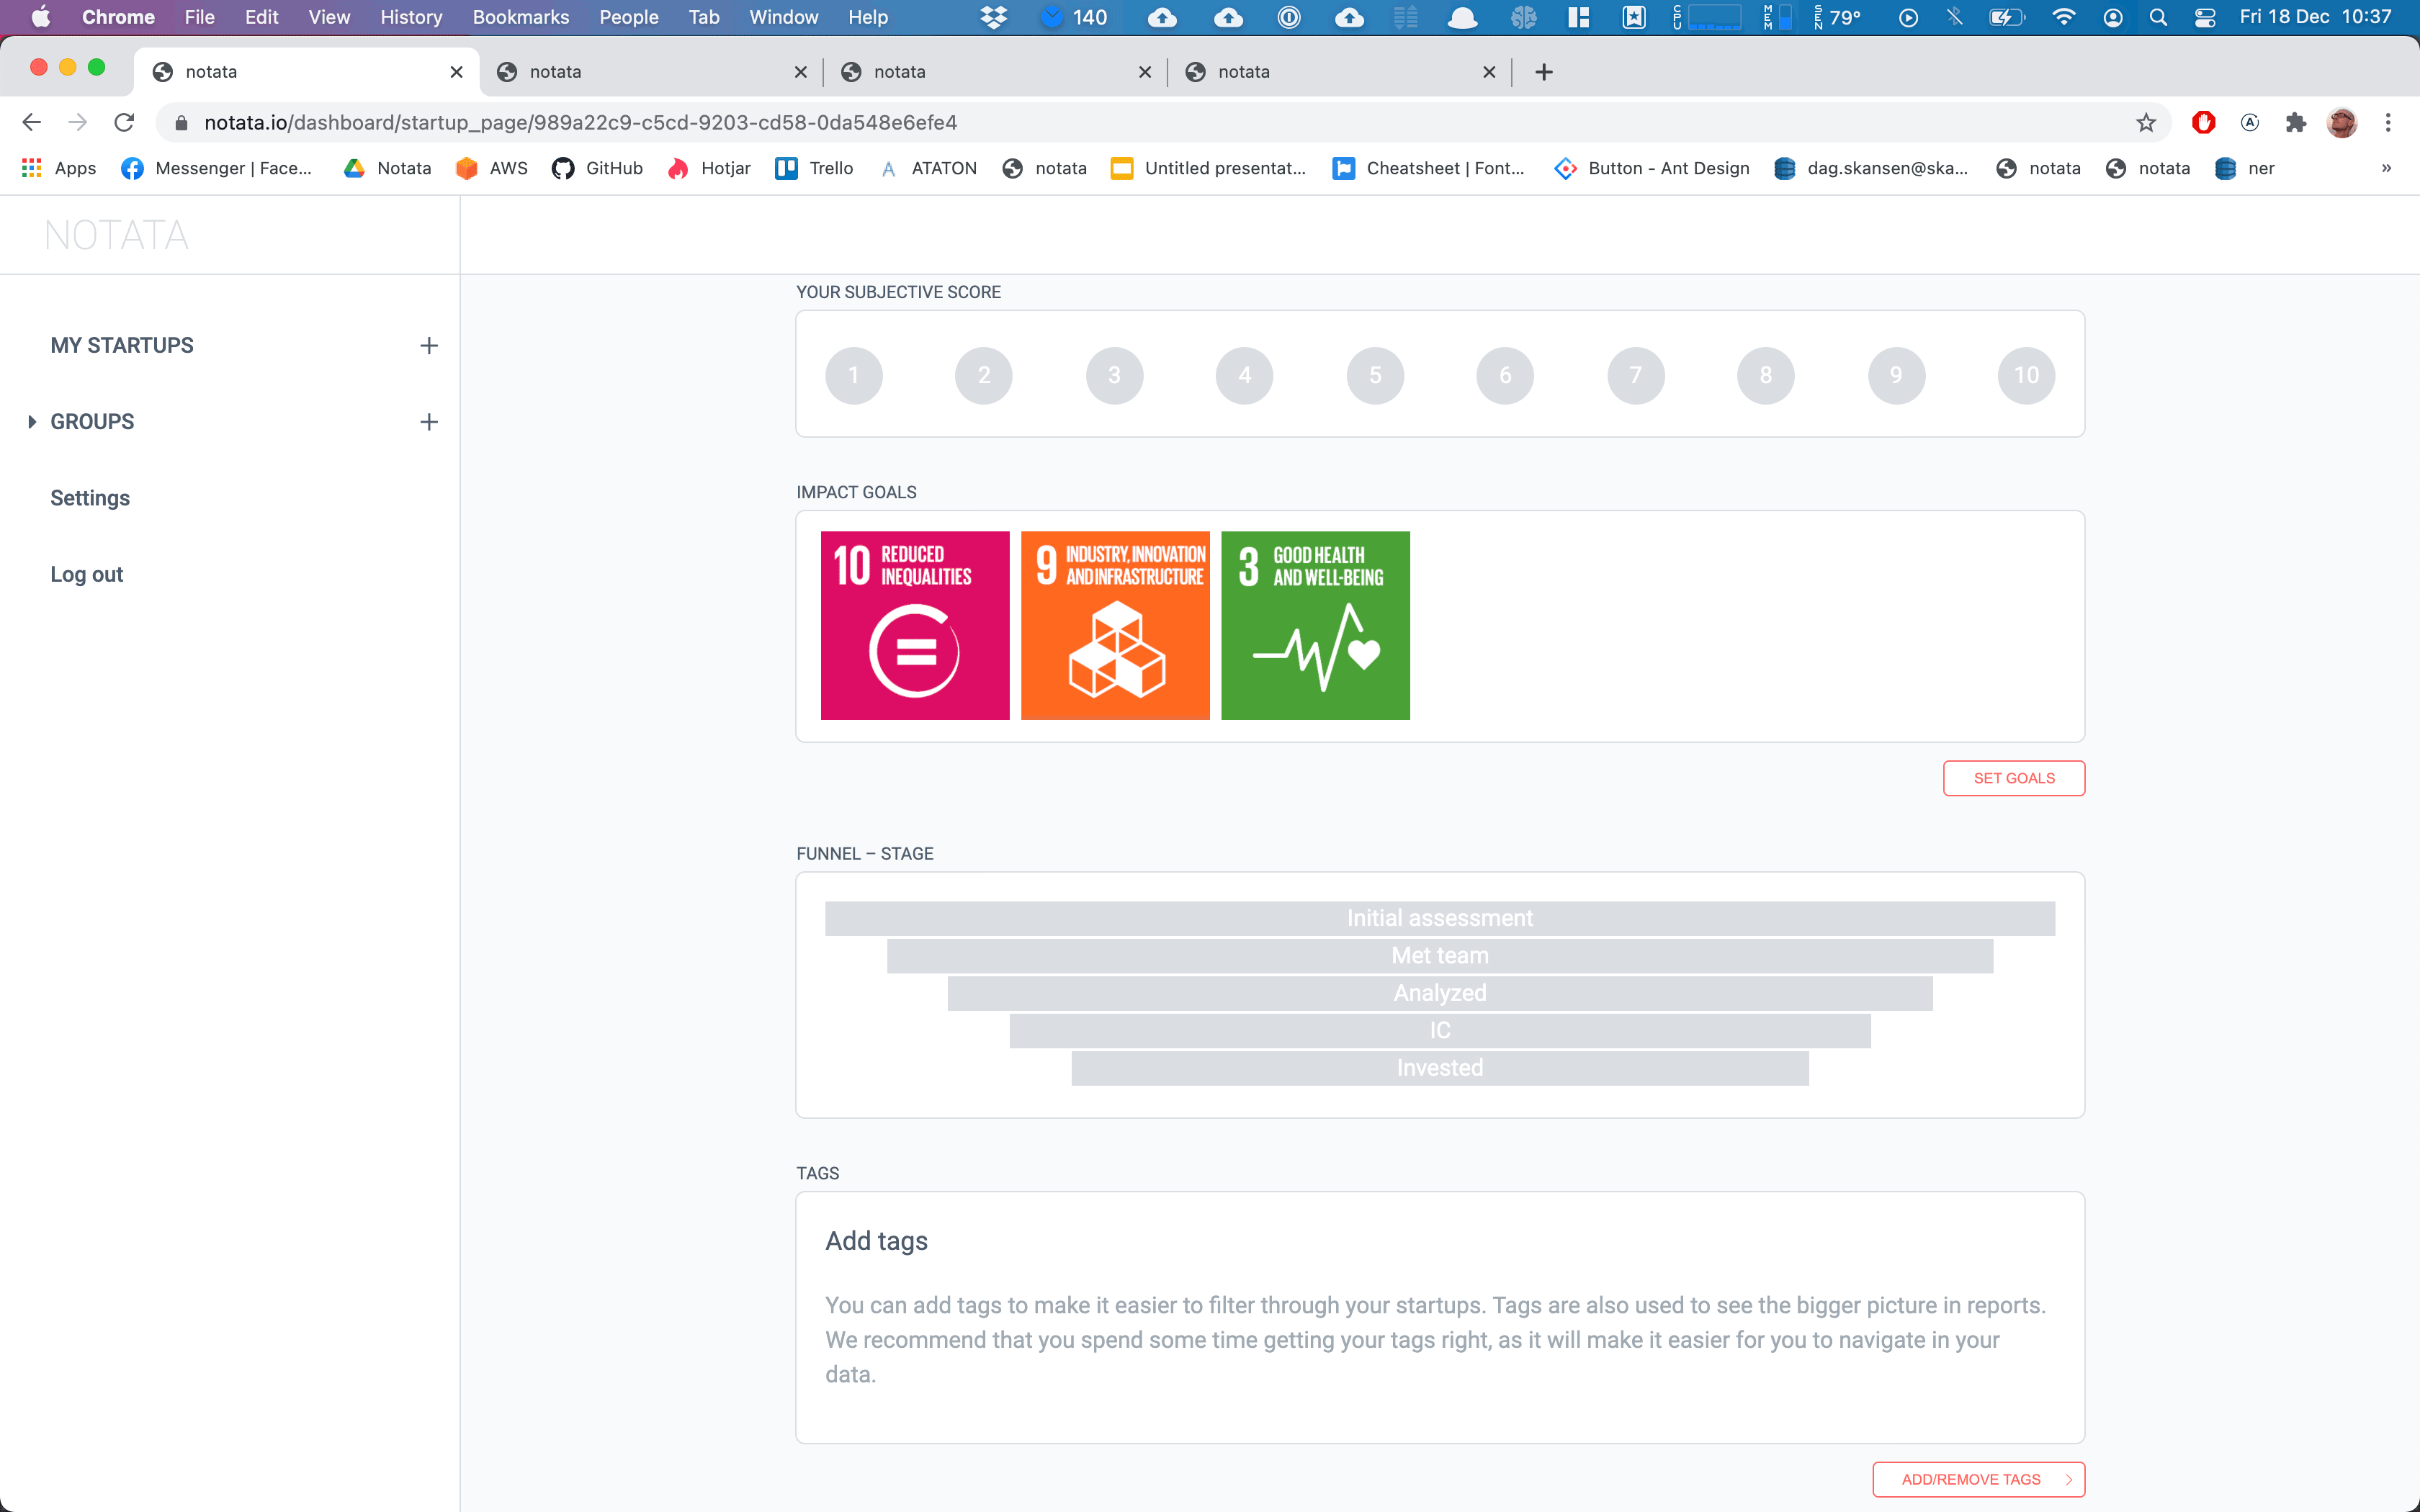 Chrome File Edit View History Bookmarks People Tab Window Help 140 CPU MEM SEN 79° Fri 18 Dec 10:37
notata notata notata notata
notata.io/dashboard/startup_page/989a22c9-c5cd-9203-cd58-0da548e6efe4
Apps Messenger | Face... Notata AWS GitHub Hotjar Trello ATATON notata Untitled presentat... Cheatsheet | Font... Button - Ant Design dag.skansen@ska... notata notata ner »
NOTATA
MY STARTUPS +
GROUPS +
Settings
Log out
YOUR SUBJECTIVE SCORE
1 2 3 4 5 6 7 8 9 10
IMPACT GOALS
10 REDUCED
INEQUALITIES
9 INDUSTRY, INNOVATION
AND INFRASTRUCTURE
3 GOOD HEALTH
AND WELL-BEING
SET GOALS
FUNNEL – STAGE
Initial assessment
Met team
Analyzed
IC
Invested
TAGS
Add tags
You can add tags to make it easier to filter through your startups. Tags are also used to see the bigger picture in reports.
We recommend that you spend some time getting your tags right, as it will make it easier for you to navigate in your
data.
ADD/REMOVE TAGS